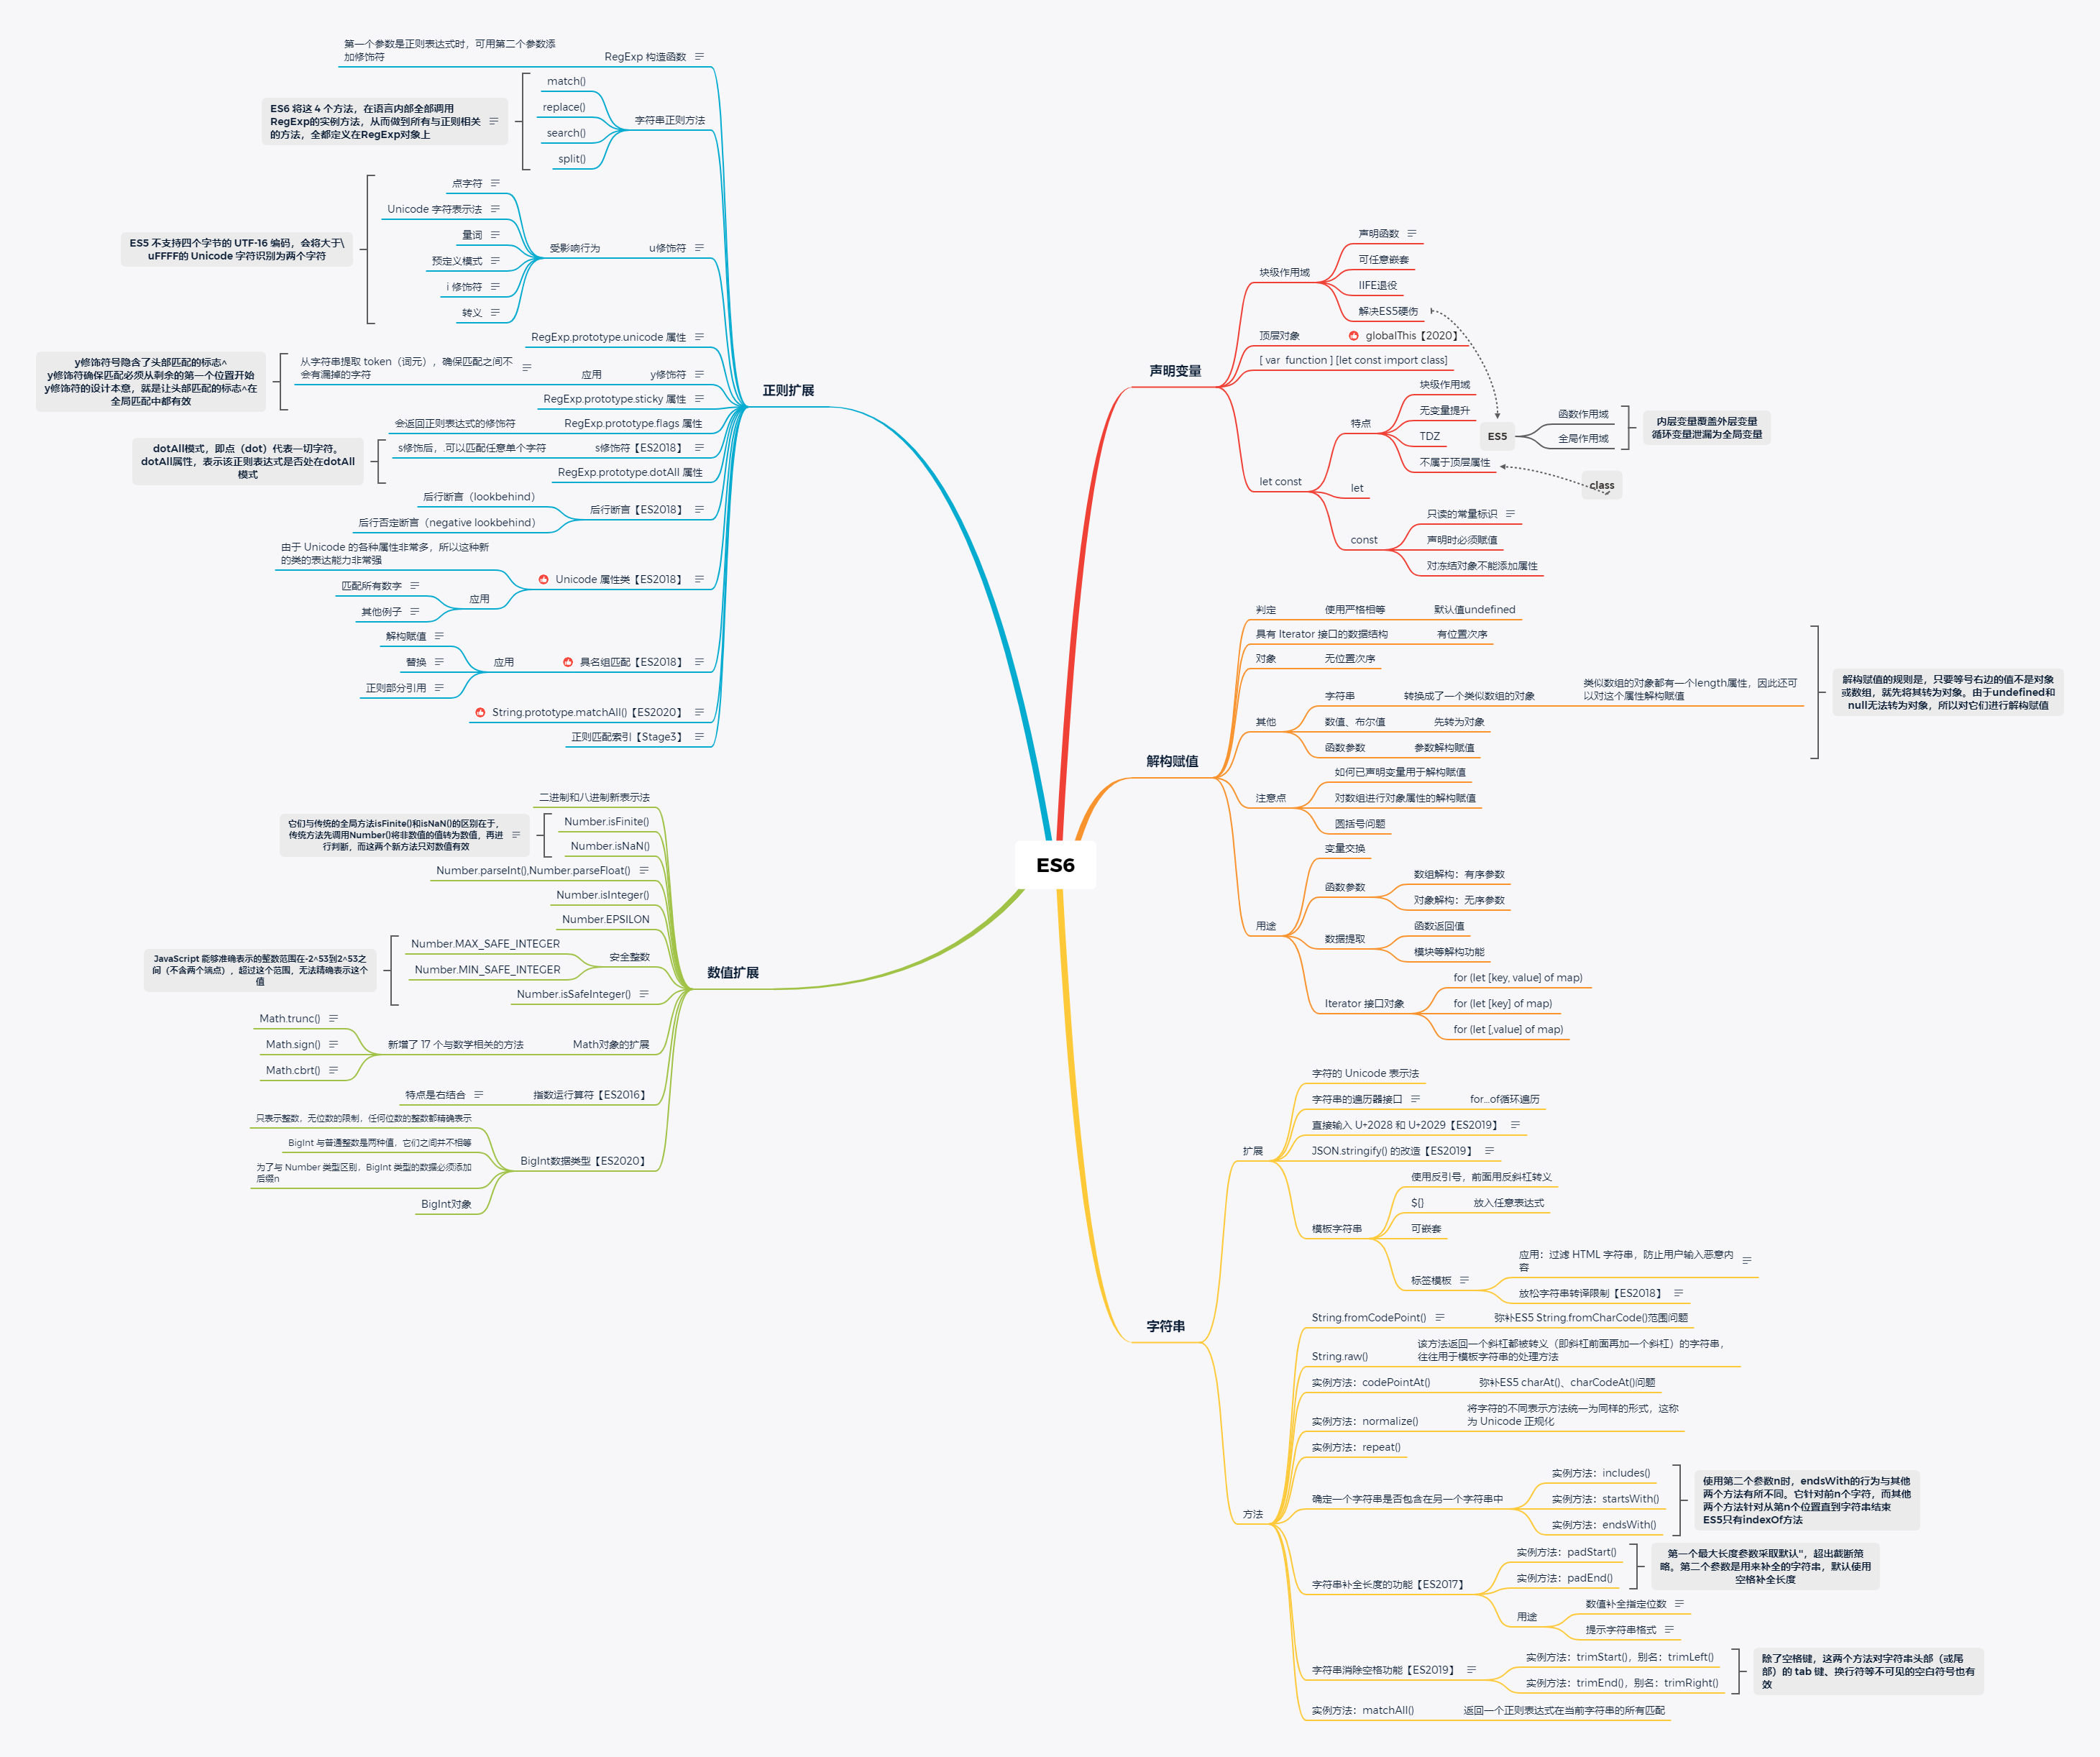 ES6
声明变量
块级作用域
声明函数
可任意嵌套
IIFE退役
解决ES5硬伤
顶层对象
globalThis【2020】
[ var function ] [let const import class]
let const
特点
块级作用域
无变量提升
TDZ
不属于顶层属性
let
const
只读的常量标识
声明时必须赋值
对冻结对象不能添加属性
ES5
函数作用域
全局作用域
内层变量覆盖外层变量
循环变量泄漏为全局变量
class
解构赋值
判定
使用严格相等
默认值undefined
具有 Iterator 接口的数据结构
有位置次序
对象
无位置次序
其他
字符串
转换成了一个类似数组的对象
类似数组的对象都有一个length属性，因此还可
以对这个属性解构赋值
数值、布尔值
先转为对象
函数参数
参数解构赋值
解构赋值的规则是，只要等号右边的值不是对象
或数组，就先将其转为对象。由于undefined和
null无法转为对象，所以对它们进行解构赋值
注意点
如何已声明变量用于解构赋值
对数组进行对象属性的解构赋值
圆括号问题
用途
变量交换
函数参数
数组解构：有序参数
对象解构：无序参数
数据提取
函数返回值
模块等解构功能
Iterator 接口对象
for (let [key, value] of map)
for (let [key] of map)
for (let [,value] of map)
字符串
扩展
字符的 Unicode 表示法
字符串的遍历器接口
for...of循环遍历
直接输入 U+2028 和 U+2029【ES2019】
JSON.stringify() 的改造【ES2019】
模板字符串
使用反引号，前面用反斜杠转义
${}
放入任意表达式
可嵌套
标签模板
应用：过滤 HTML 字符串，防止用户输入恶意内
容
放松字符串转译限制【ES2018】
方法
String.fromCodePoint()
弥补ES5 String.fromCharCode()范围问题
String.raw()
该方法返回一个斜杠都被转义（即斜杠前面再加一个斜杠）的字符串，
往往用于模板字符串的处理方法
实例方法：codePointAt()
弥补ES5 charAt()、charCodeAt()问题
实例方法：normalize()
将字符的不同表示方法统一为同样的形式，这称
为 Unicode 正规化
实例方法：repeat()
确定一个字符串是否包含在另一个字符串中
实例方法：includes()
实例方法：startsWith()
实例方法：endsWith()
使用第二个参数n时，endsWith的行为与其他
两个方法有所不同。它针对前n个字符，而其他
两个方法针对从第n个位置直到字符串结束
ES5只有indexOf方法
字符串补全长度的功能【ES2017】
实例方法：padStart()
实例方法：padEnd()
第一个最大长度参数采取默认''，超出截断策
略。第二个参数是用来补全的字符串，默认使用
空格补全长度
用途
数值补全指定位数
提示字符串格式
字符串消除空格功能【ES2019】
实例方法：trimStart()，别名：trimLeft()
实例方法：trimEnd()，别名：trimRight()
除了空格键，这两个方法对字符串头部（或尾
部）的 tab 键、换行符等不可见的空白符号也有
效
实例方法：matchAll()
返回一个正则表达式在当前字符串的所有匹配
正则扩展
RegExp 构造函数
第一个参数是正则表达式时，可用第二个参数添
加修饰符
字符串正则方法
match()
replace()
search()
split()
ES6 将这 4 个方法，在语言内部全部调用
RegExp的实例方法，从而做到所有与正则相关
的方法，全都定义在RegExp对象上
u修饰符
受影响行为
点字符
Unicode 字符表示法
量词
预定义模式
i 修饰符
转义
ES5 不支持四个字节的 UTF-16 编码，会将大于\
uFFFF的 Unicode 字符识别为两个字符
RegExp.prototype.unicode 属性
y修饰符
应用
从字符串提取 token（词元），确保匹配之间不
会有漏掉的字符
RegExp.prototype.sticky 属性
y修饰符号隐含了头部匹配的标志^
y修饰符确保匹配必须从剩余的第一个位置开始
y修饰符的设计本意，就是让头部匹配的标志^在
全局匹配中都有效
RegExp.prototype.flags 属性
会返回正则表达式的修饰符
s修饰符【ES2018】
s修饰后，.可以匹配任意单个字符
RegExp.prototype.dotAll 属性
dotAll模式，即点（dot）代表一切字符。
dotAll属性，表示该正则表达式是否处在dotAll
模式
后行断言【ES2018】
后行断言（lookbehind）
后行否定断言（negative lookbehind）
Unicode 属性类【ES2018】
由于 Unicode 的各种属性非常多，所以这种新
的类的表达能力非常强
应用
匹配所有数字
其他例子
具名组匹配【ES2018】
应用
解构赋值
替换
正则部分引用
String.prototype.matchAll()【ES2020】
正则匹配索引【Stage3】
数值扩展
二进制和八进制新表示法
Number.isFinite()
Number.isNaN()
它们与传统的全局方法isFinite()和isNaN()的区别在于，
传统方法先调用Number()将非数值的值转为数值，再进
行判断，而这两个新方法只对数值有效
Number.parseInt(),Number.parseFloat()
Number.isInteger()
Number.EPSILON
安全整数
Number.MAX_SAFE_INTEGER
Number.MIN_SAFE_INTEGER
Number.isSafeInteger()
JavaScript 能够准确表示的整数范围在-2^53到2^53之
间（不含两个端点），超过这个范围，无法精确表示这个
值
Math对象的扩展
新增了 17 个与数学相关的方法
Math.trunc()
Math.sign()
Math.cbrt()
指数运行算符【ES2016】
特点是右结合
BigInt数据类型【ES2020】
只表示整数，无位数的限制，任何位数的整数都精确表示
BigInt 与普通整数是两种值，它们之间并不相等
为了与 Number 类型区别，BigInt 类型的数据必须添加
后缀n
BigInt对象